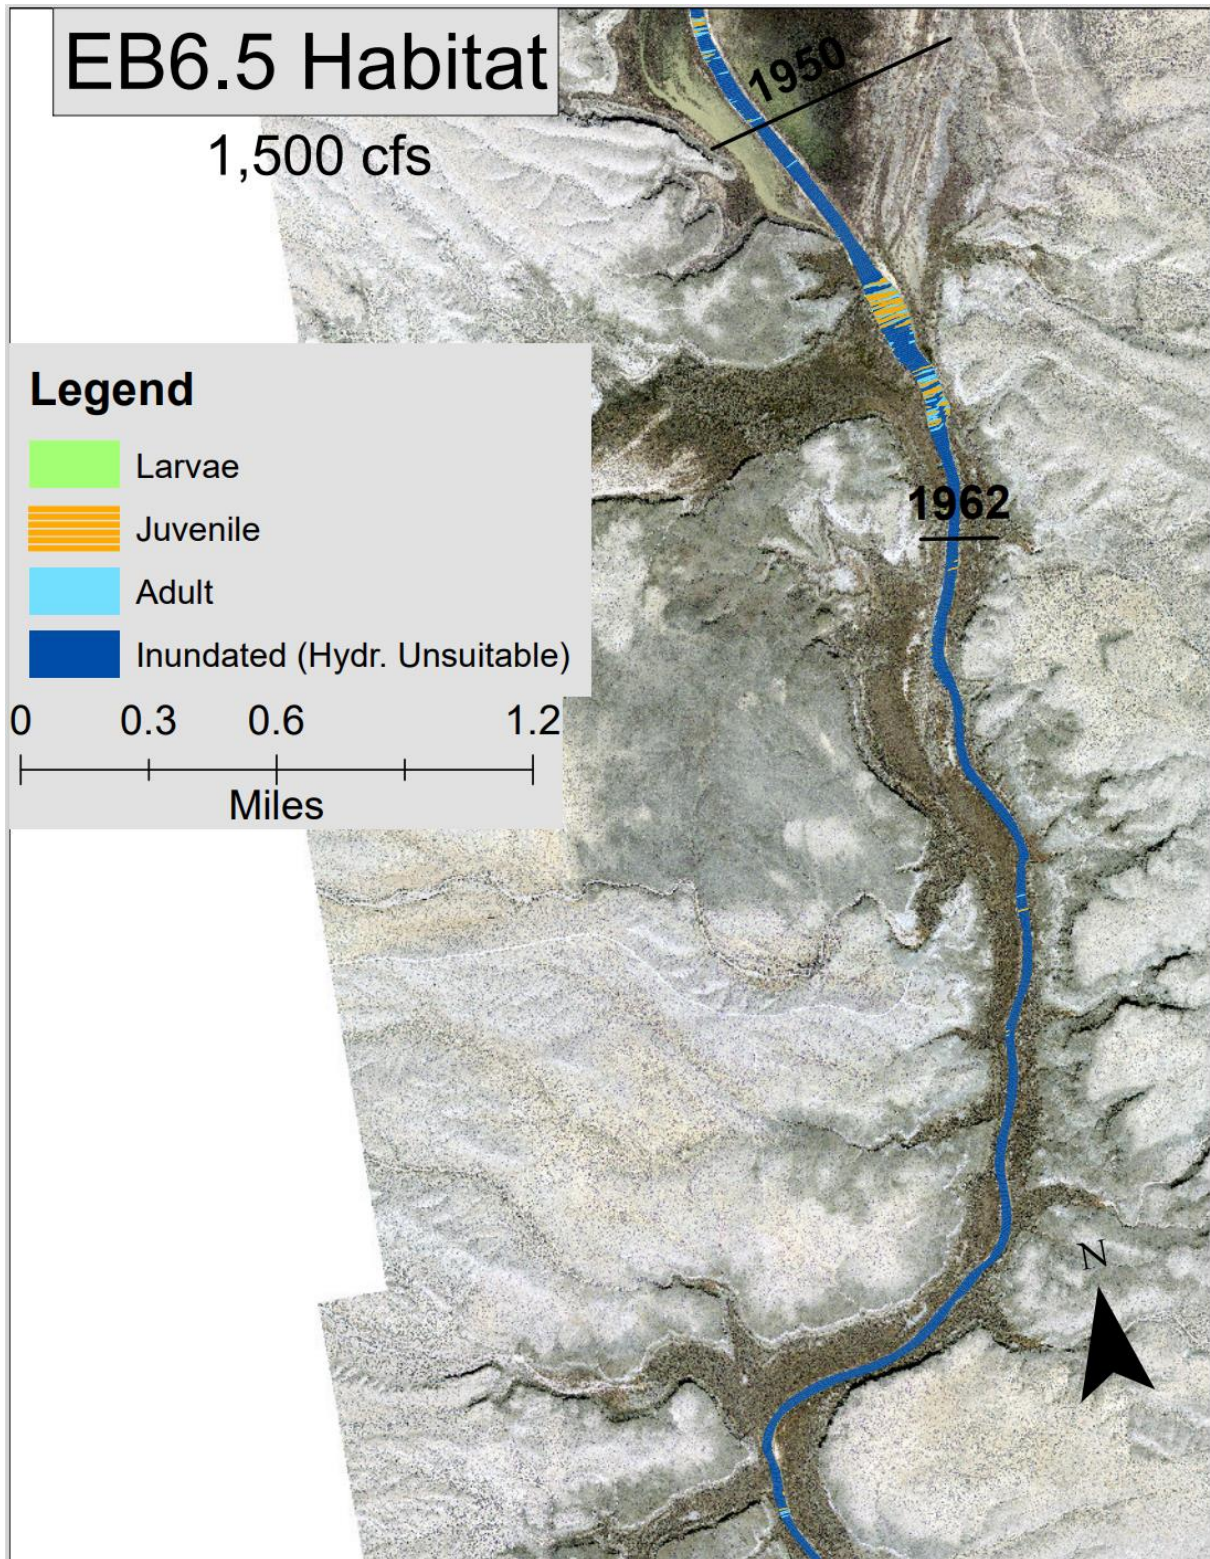 EB6.5 Habitat
1,500 cfs
1950
Legend
Larvae
Juvenile
Adult
Inundated (Hydr. Unsuitable)
0 0.3 0.6 1.2
Miles
1962
N